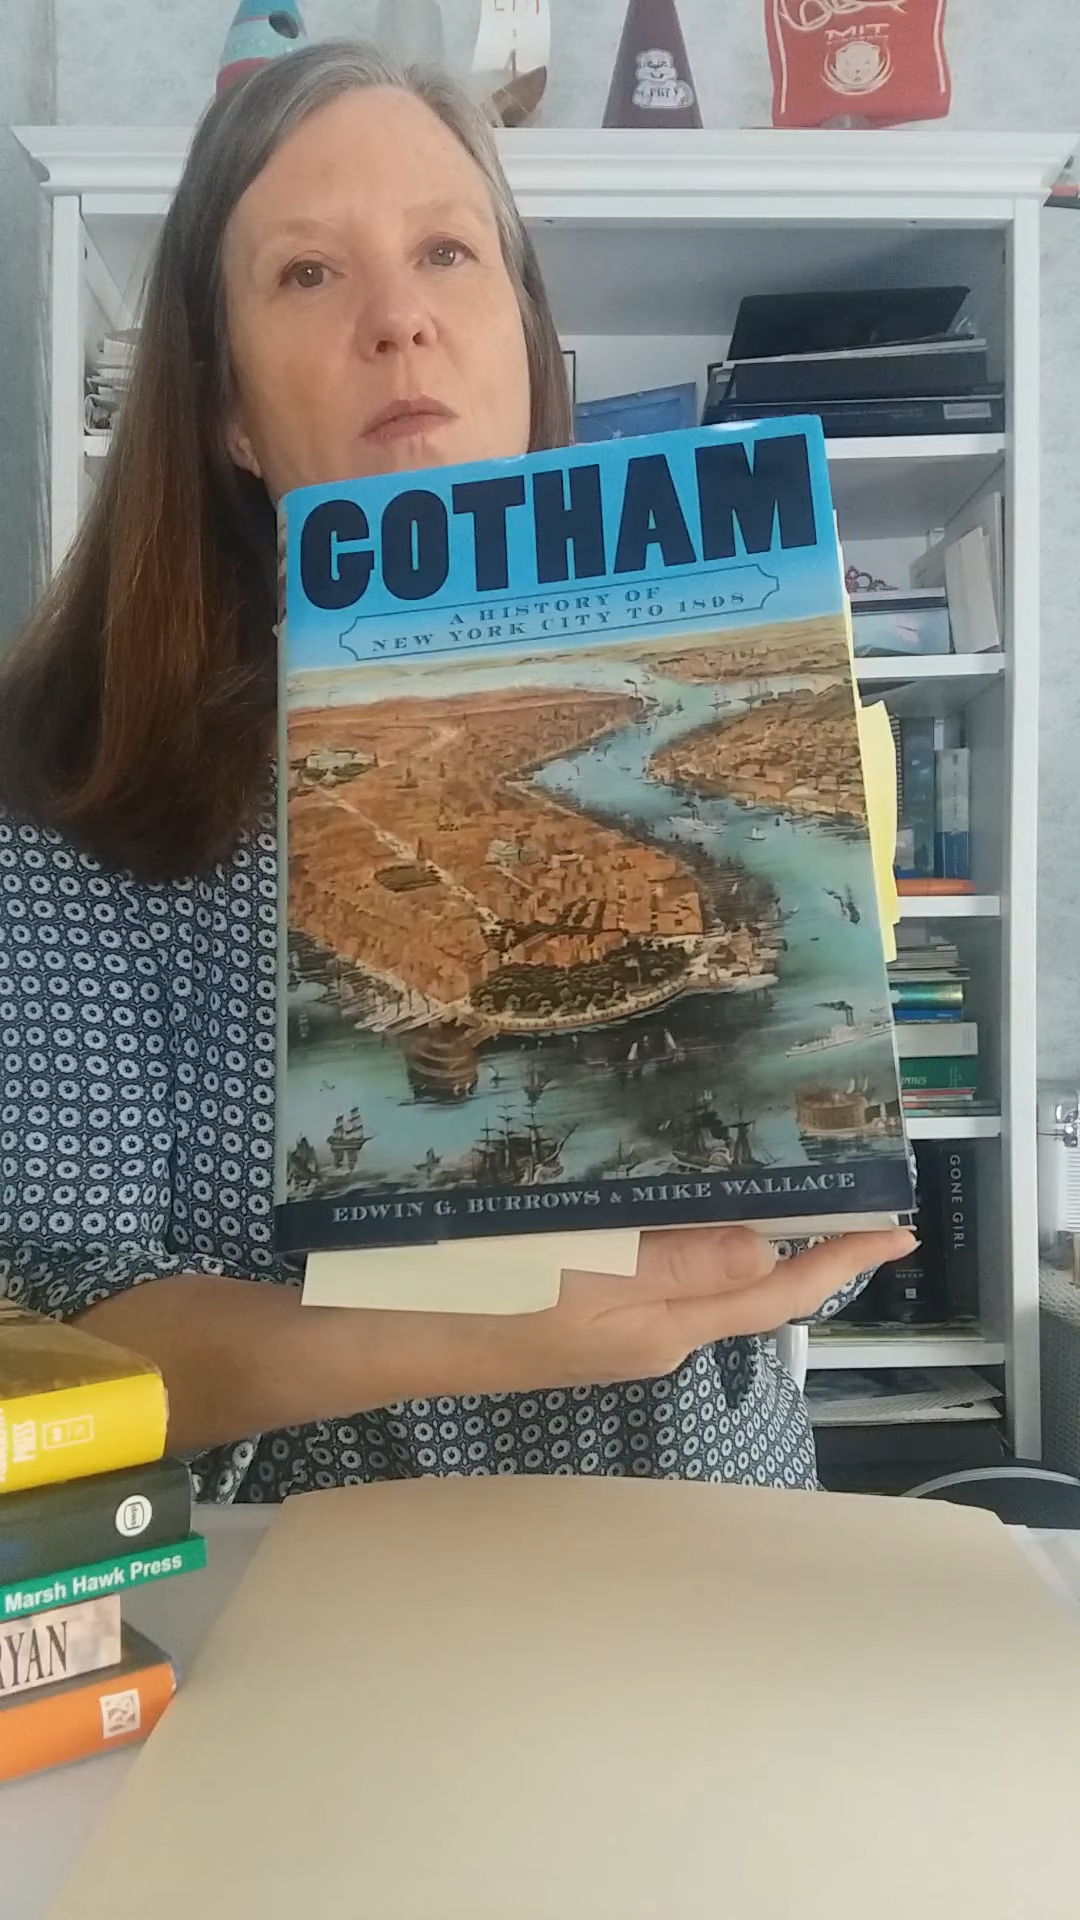 MIT
GOTHAM
A HISTORY OF
NEW YORK CITY TO 1898
EDWIN G. BURROWS & MIKE WALLACE
GONE GIRL
PRESS
Marsh Hawk Press
RYAN